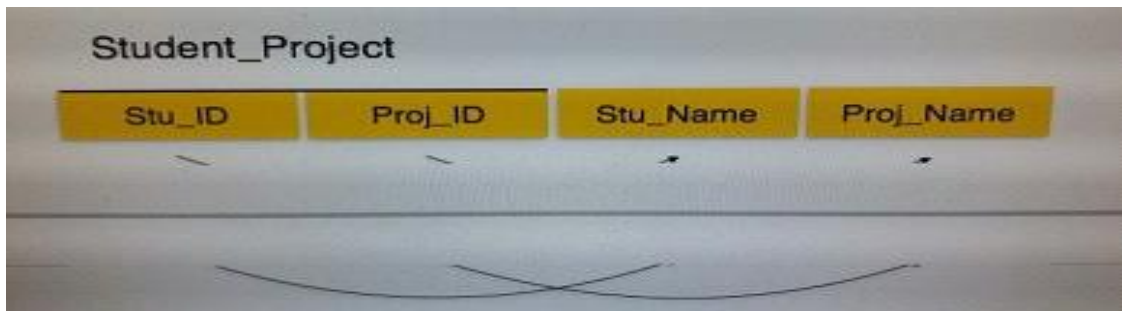 Student_Project
Stu_ID Proj_ID Stu_Name Proj_Name